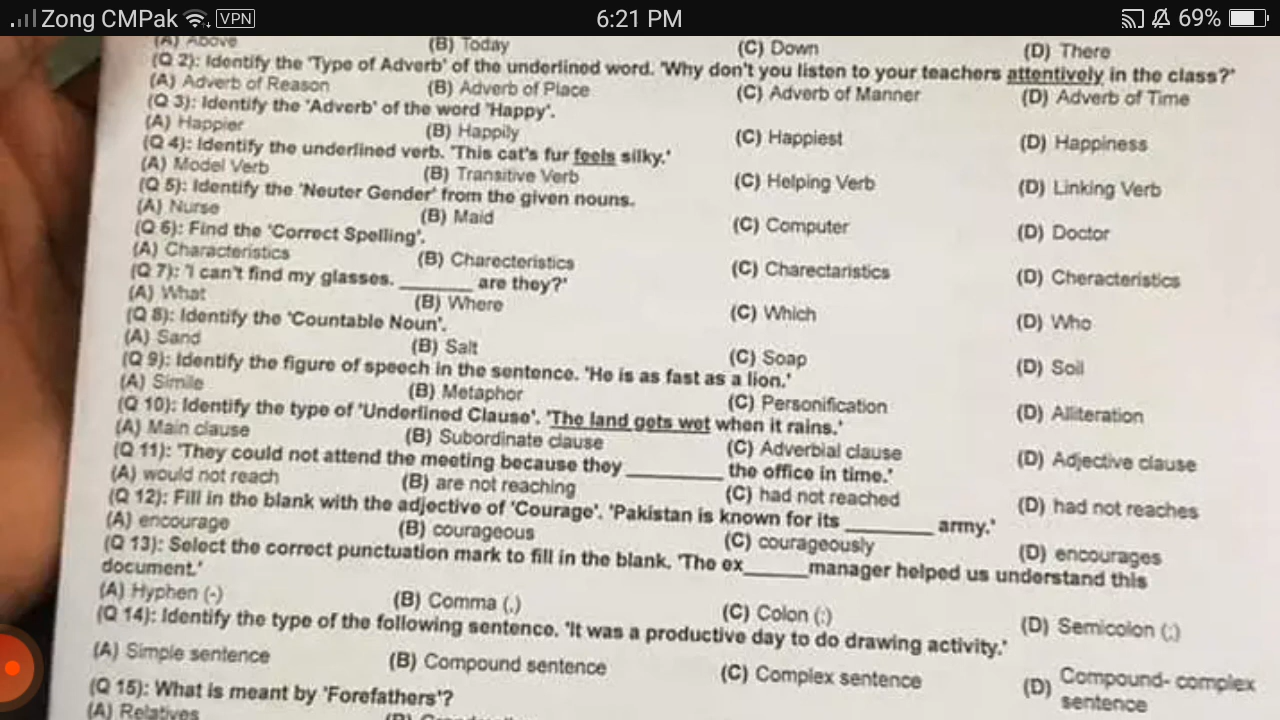 Zong CMPak VPN 6:21 PM 69%
(A) Above (B) Today (C) Down (D) There
(Q 2): Identify the 'Type of Adverb' of the underlined word. 'Why don't you listen to your teachers attentively in the class?'
(A) Adverb of Reason (B) Adverb of Place (C) Adverb of Manner (D) Adverb of Time
(Q 3): Identify the 'Adverb' of the word 'Happy'.
(A) Happier (B) Happily (C) Happiest (D) Happiness
(Q 4): Identify the underlined verb. 'This cat's fur feels silky.'
(A) Model Verb (B) Transitive Verb (C) Helping Verb (D) Linking Verb
(Q 5): Identify the 'Neuter Gender' from the given nouns.
(A) Nurse (B) Maid (C) Computer (D) Doctor
(Q 6): Find the 'Correct Spelling'.
(A) Characteristics (B) Charecteristics (C) Charectaristics (D) Cheracteristics
(Q 7): 'I can't find my glasses. ______ are they?'
(A) What (B) Where (C) Which (D) Who
(Q 8): Identify the 'Countable Noun'.
(A) Sand (B) Salt (C) Soap (D) Soil
(Q 9): Identify the figure of speech in the sentence. 'He is as fast as a lion.'
(A) Simile (B) Metaphor (C) Personification (D) Alliteration
(Q 10): Identify the type of 'Underlined Clause'. 'The land gets wet when it rains.'
(A) Main clause (B) Subordinate clause (C) Adverbial clause (D) Adjective clause
(Q 11): 'They could not attend the meeting because they ________ the office in time.'
(A) would not reach (B) are not reaching (C) had not reached (D) had not reaches
(Q 12): Fill in the blank with the adjective of 'Courage'. 'Pakistan is known for its ________ army.'
(A) encourage (B) courageous (C) courageously (D) encourages
(Q 13): Select the correct punctuation mark to fill in the blank. 'The ex______manager helped us understand this
document.'
(A) Hyphen (-) (B) Comma (,) (C) Colon (:) (D) Semicolon (;)
(Q 14): Identify the type of the following sentence. 'It was a productive day to do drawing activity.'
(A) Simple sentence (B) Compound sentence (C) Complex sentence (D) Compound- complex
sentence
(Q 15): What is meant by 'Forefathers'?
(A) Relatives